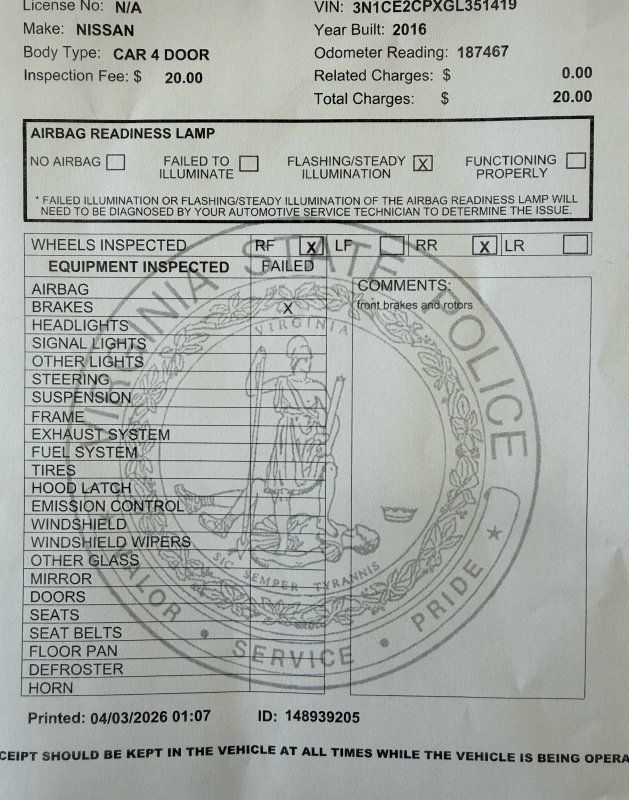 License No: N/A VIN: 3N1CE2CPXGL351419
Make: NISSAN Year Built: 2016
Body Type: CAR 4 DOOR Odometer Reading: 187467
Inspection Fee: $ 20.00 Related Charges: $ 0.00
Total Charges: $ 20.00
AIRBAG READINESS LAMP
NO AIRBAG FAILED TO ILLUMINATE FLASHING/STEADY ILLUMINATION X FUNCTIONING PROPERLY
* FAILED ILLUMINATION OR FLASHING/STEADY ILLUMINATION OF THE AIRBAG READINESS LAMP WILL
NEED TO BE DIAGNOSED BY YOUR AUTOMOTIVE SERVICE TECHNICIAN TO DETERMINE THE ISSUE.
WHEELS INSPECTED RF X LF RR X LR
EQUIPMENT INSPECTED FAILED
AIRBAG COMMENTS:
BRAKES X front brakes and rotors
HEADLIGHTS
SIGNAL LIGHTS
OTHER LIGHTS
STEERING
SUSPENSION
FRAME
EXHAUST SYSTEM
FUEL SYSTEM
TIRES
HOOD LATCH
EMISSION CONTROL
WINDSHIELD
WINDSHIELD WIPERS
OTHER GLASS
MIRROR
DOORS
SEATS
SEAT BELTS
FLOOR PAN
DEFROSTER
HORN
VIRGINIA STATE POLICE
VIRGINIA
SIC SEMPER TYRANNIS
VALOR • SERVICE • PRIDE
Printed: 04/03/2026 01:07 ID: 148939205
CEIPT SHOULD BE KEPT IN THE VEHICLE AT ALL TIMES WHILE THE VEHICLE IS BEING OPERA